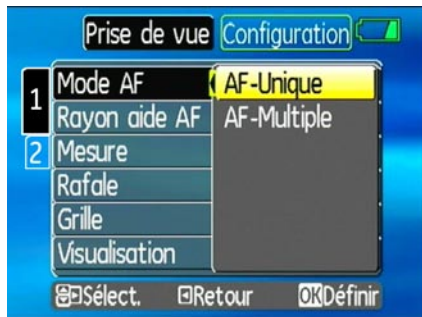 Prise de vue Configuration
1 Mode AF AF-Unique
Rayon aide AF AF-Multiple
2 Mesure
Rafale
Grille
Visualisation
Sélect. Retour OK Définir